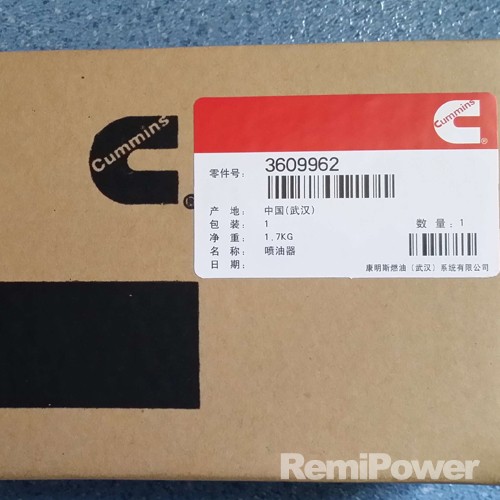 Cummins
Cummins
®
零件号: 3609962
产 地: 中国(武汉)
包 装: 1 数 量: 1
净 重: 1.7KG
名 称: 喷油器
日 期: 康明斯燃油(武汉)系统有限公司
RemiPower